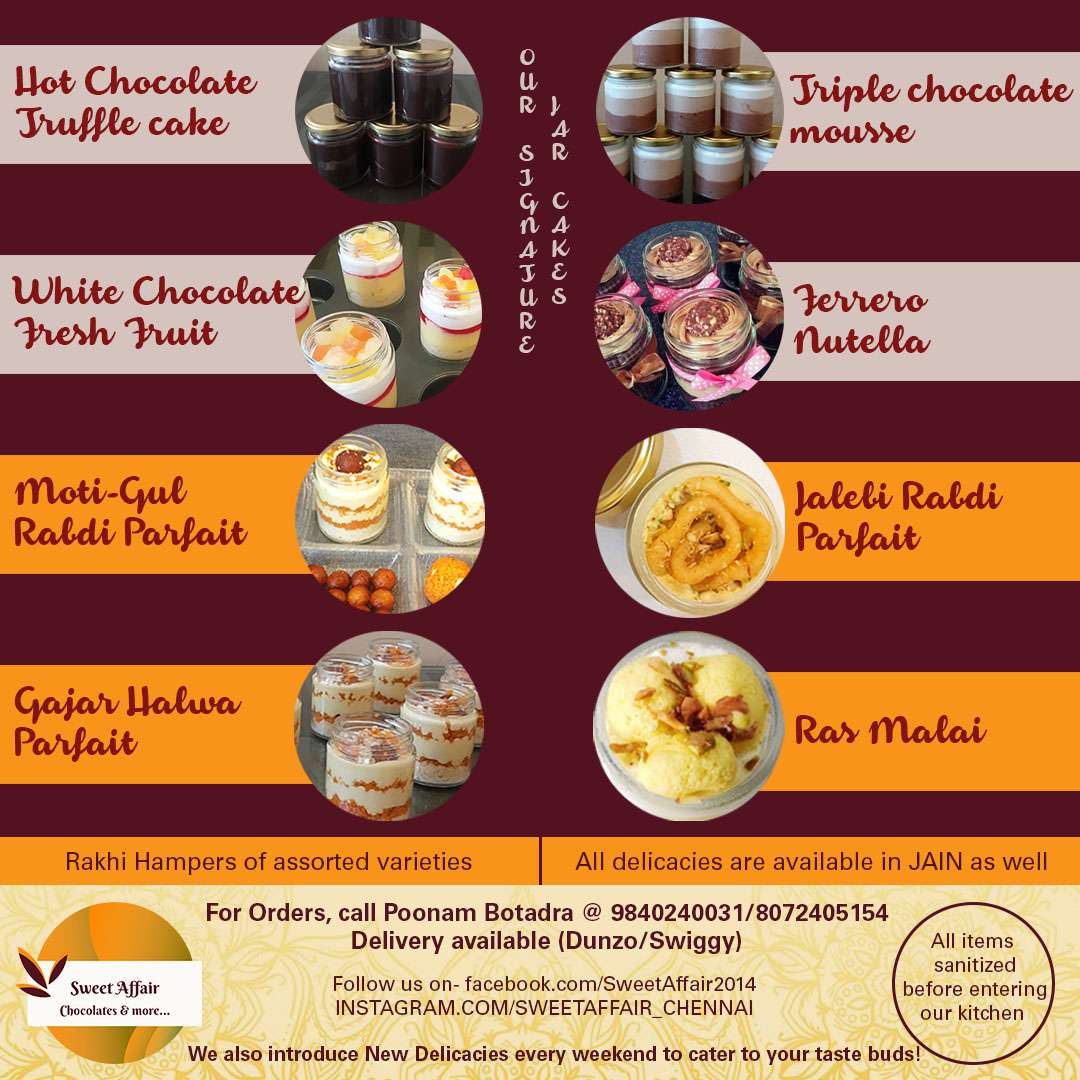 OUR SIGNATURE
JAR CAKES
Hot Chocolate
Truffle cake
Triple chocolate
mousse
White Chocolate
Fresh Fruit
Ferrero
Nutella
Moti-Gul
Rabdi Parfait
Jalebi Rabdi
Parfait
Gajar Halwa
Parfait
Ras Malai
Rakhi Hampers of assorted varieties
All delicacies are available in JAIN as well
For Orders, call Poonam Botadra @ 9840240031/8072405154
Delivery available (Dunzo/Swiggy)
Follow us on- facebook.com/SweetAffair2014
INSTAGRAM.COM/SWEETAFFAIR_CHENNAI
We also introduce New Delicacies every weekend to cater to your taste buds!
Sweet Affair
Chocolates & more...
All items
sanitized
before entering
our kitchen